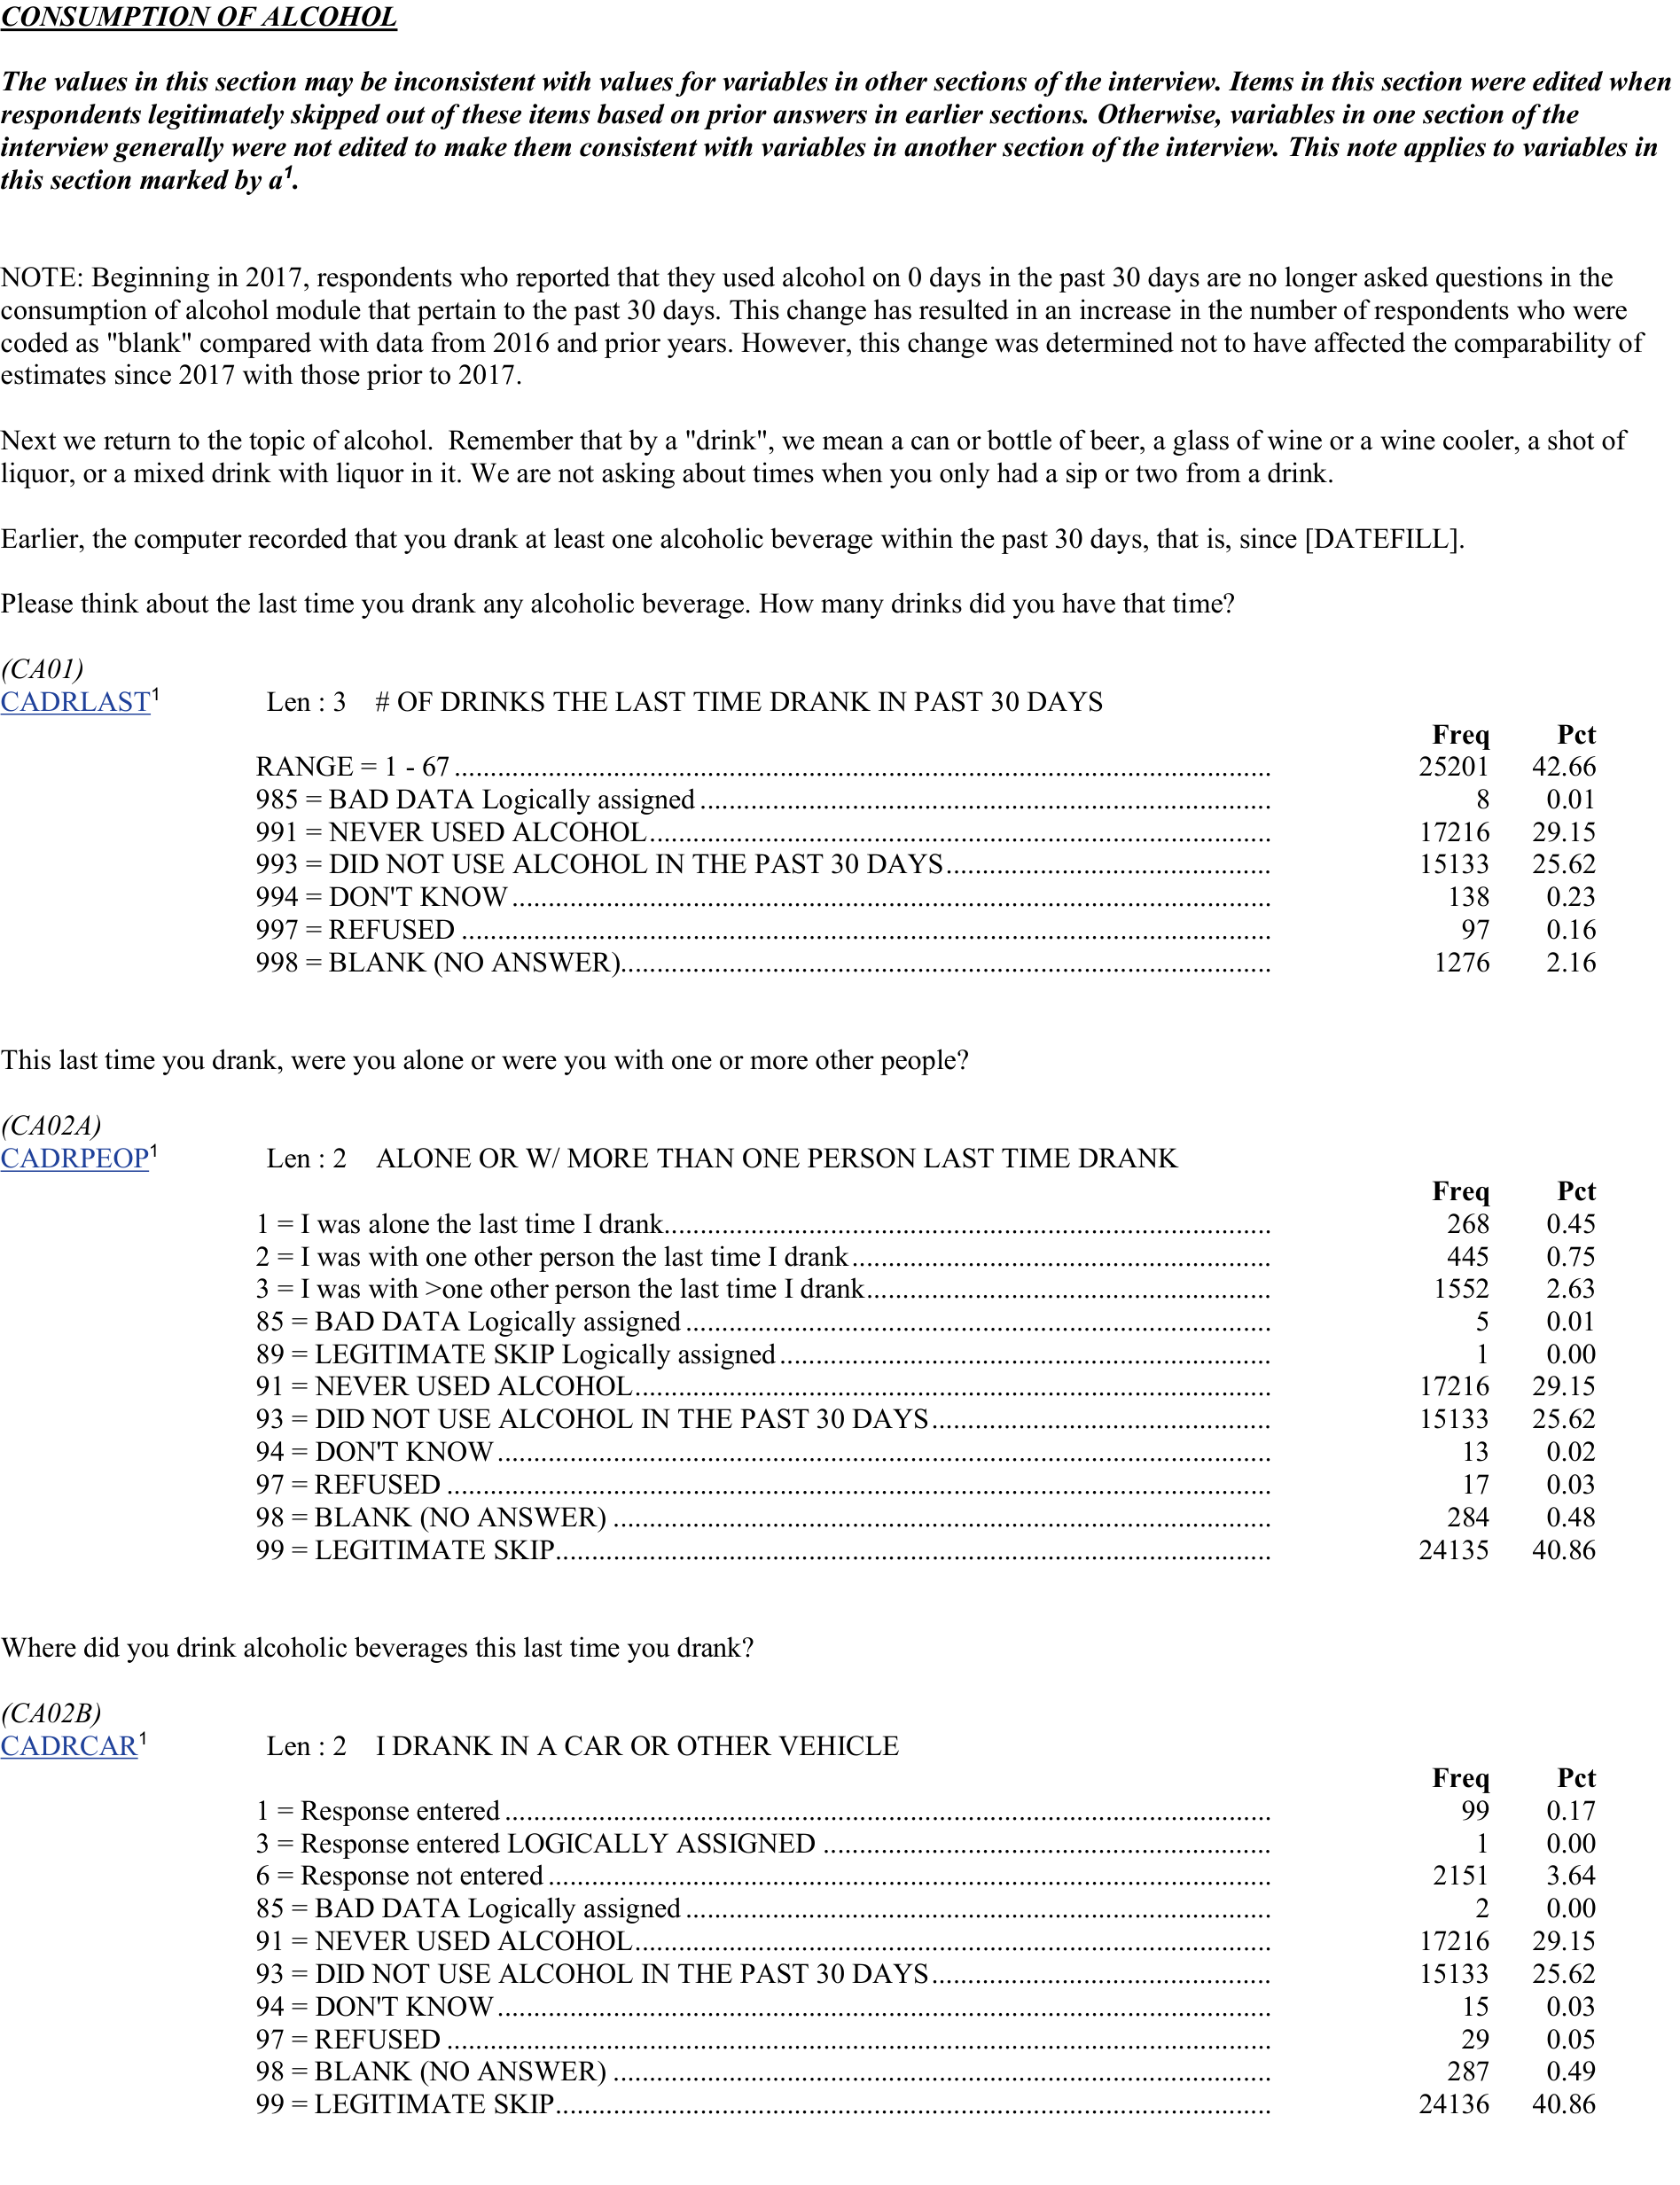 CONSUMPTION OF ALCOHOL
The values in this section may be inconsistent with values for variables in other sections of the interview. Items in this section were edited when
respondents legitimately skipped out of these items based on prior answers in earlier sections. Otherwise, variables in one section of the
interview generally were not edited to make them consistent with variables in another section of the interview. This note applies to variables in
this section marked by a¹.
NOTE: Beginning in 2017, respondents who reported that they used alcohol on 0 days in the past 30 days are no longer asked questions in the
consumption of alcohol module that pertain to the past 30 days. This change has resulted in an increase in the number of respondents who were
coded as "blank" compared with data from 2016 and prior years. However, this change was determined not to have affected the comparability of
estimates since 2017 with those prior to 2017.
Next we return to the topic of alcohol.  Remember that by a "drink", we mean a can or bottle of beer, a glass of wine or a wine cooler, a shot of
liquor, or a mixed drink with liquor in it. We are not asking about times when you only had a sip or two from a drink.
Earlier, the computer recorded that you drank at least one alcoholic beverage within the past 30 days, that is, since [DATEFILL].
Please think about the last time you drank any alcoholic beverage. How many drinks did you have that time?
(CA01)
CADRLAST¹ Len : 3 # OF DRINKS THE LAST TIME DRANK IN PAST 30 DAYS
Freq Pct
RANGE = 1 - 67 25201 42.66
985 = BAD DATA Logically assigned 8 0.01
991 = NEVER USED ALCOHOL 17216 29.15
993 = DID NOT USE ALCOHOL IN THE PAST 30 DAYS 15133 25.62
994 = DON'T KNOW 138 0.23
997 = REFUSED 97 0.16
998 = BLANK (NO ANSWER) 1276 2.16
This last time you drank, were you alone or were you with one or more other people?
(CA02A)
CADRPEOP¹ Len : 2 ALONE OR W/ MORE THAN ONE PERSON LAST TIME DRANK
Freq Pct
1 = I was alone the last time I drank 268 0.45
2 = I was with one other person the last time I drank 445 0.75
3 = I was with >one other person the last time I drank 1552 2.63
85 = BAD DATA Logically assigned 5 0.01
89 = LEGITIMATE SKIP Logically assigned 1 0.00
91 = NEVER USED ALCOHOL 17216 29.15
93 = DID NOT USE ALCOHOL IN THE PAST 30 DAYS 15133 25.62
94 = DON'T KNOW 13 0.02
97 = REFUSED 17 0.03
98 = BLANK (NO ANSWER) 284 0.48
99 = LEGITIMATE SKIP 24135 40.86
Where did you drink alcoholic beverages this last time you drank?
(CA02B)
CADRCAR¹ Len : 2 I DRANK IN A CAR OR OTHER VEHICLE
Freq Pct
1 = Response entered 99 0.17
3 = Response entered LOGICALLY ASSIGNED 1 0.00
6 = Response not entered 2151 3.64
85 = BAD DATA Logically assigned 2 0.00
91 = NEVER USED ALCOHOL 17216 29.15
93 = DID NOT USE ALCOHOL IN THE PAST 30 DAYS 15133 25.62
94 = DON'T KNOW 15 0.03
97 = REFUSED 29 0.05
98 = BLANK (NO ANSWER) 287 0.49
99 = LEGITIMATE SKIP 24136 40.86